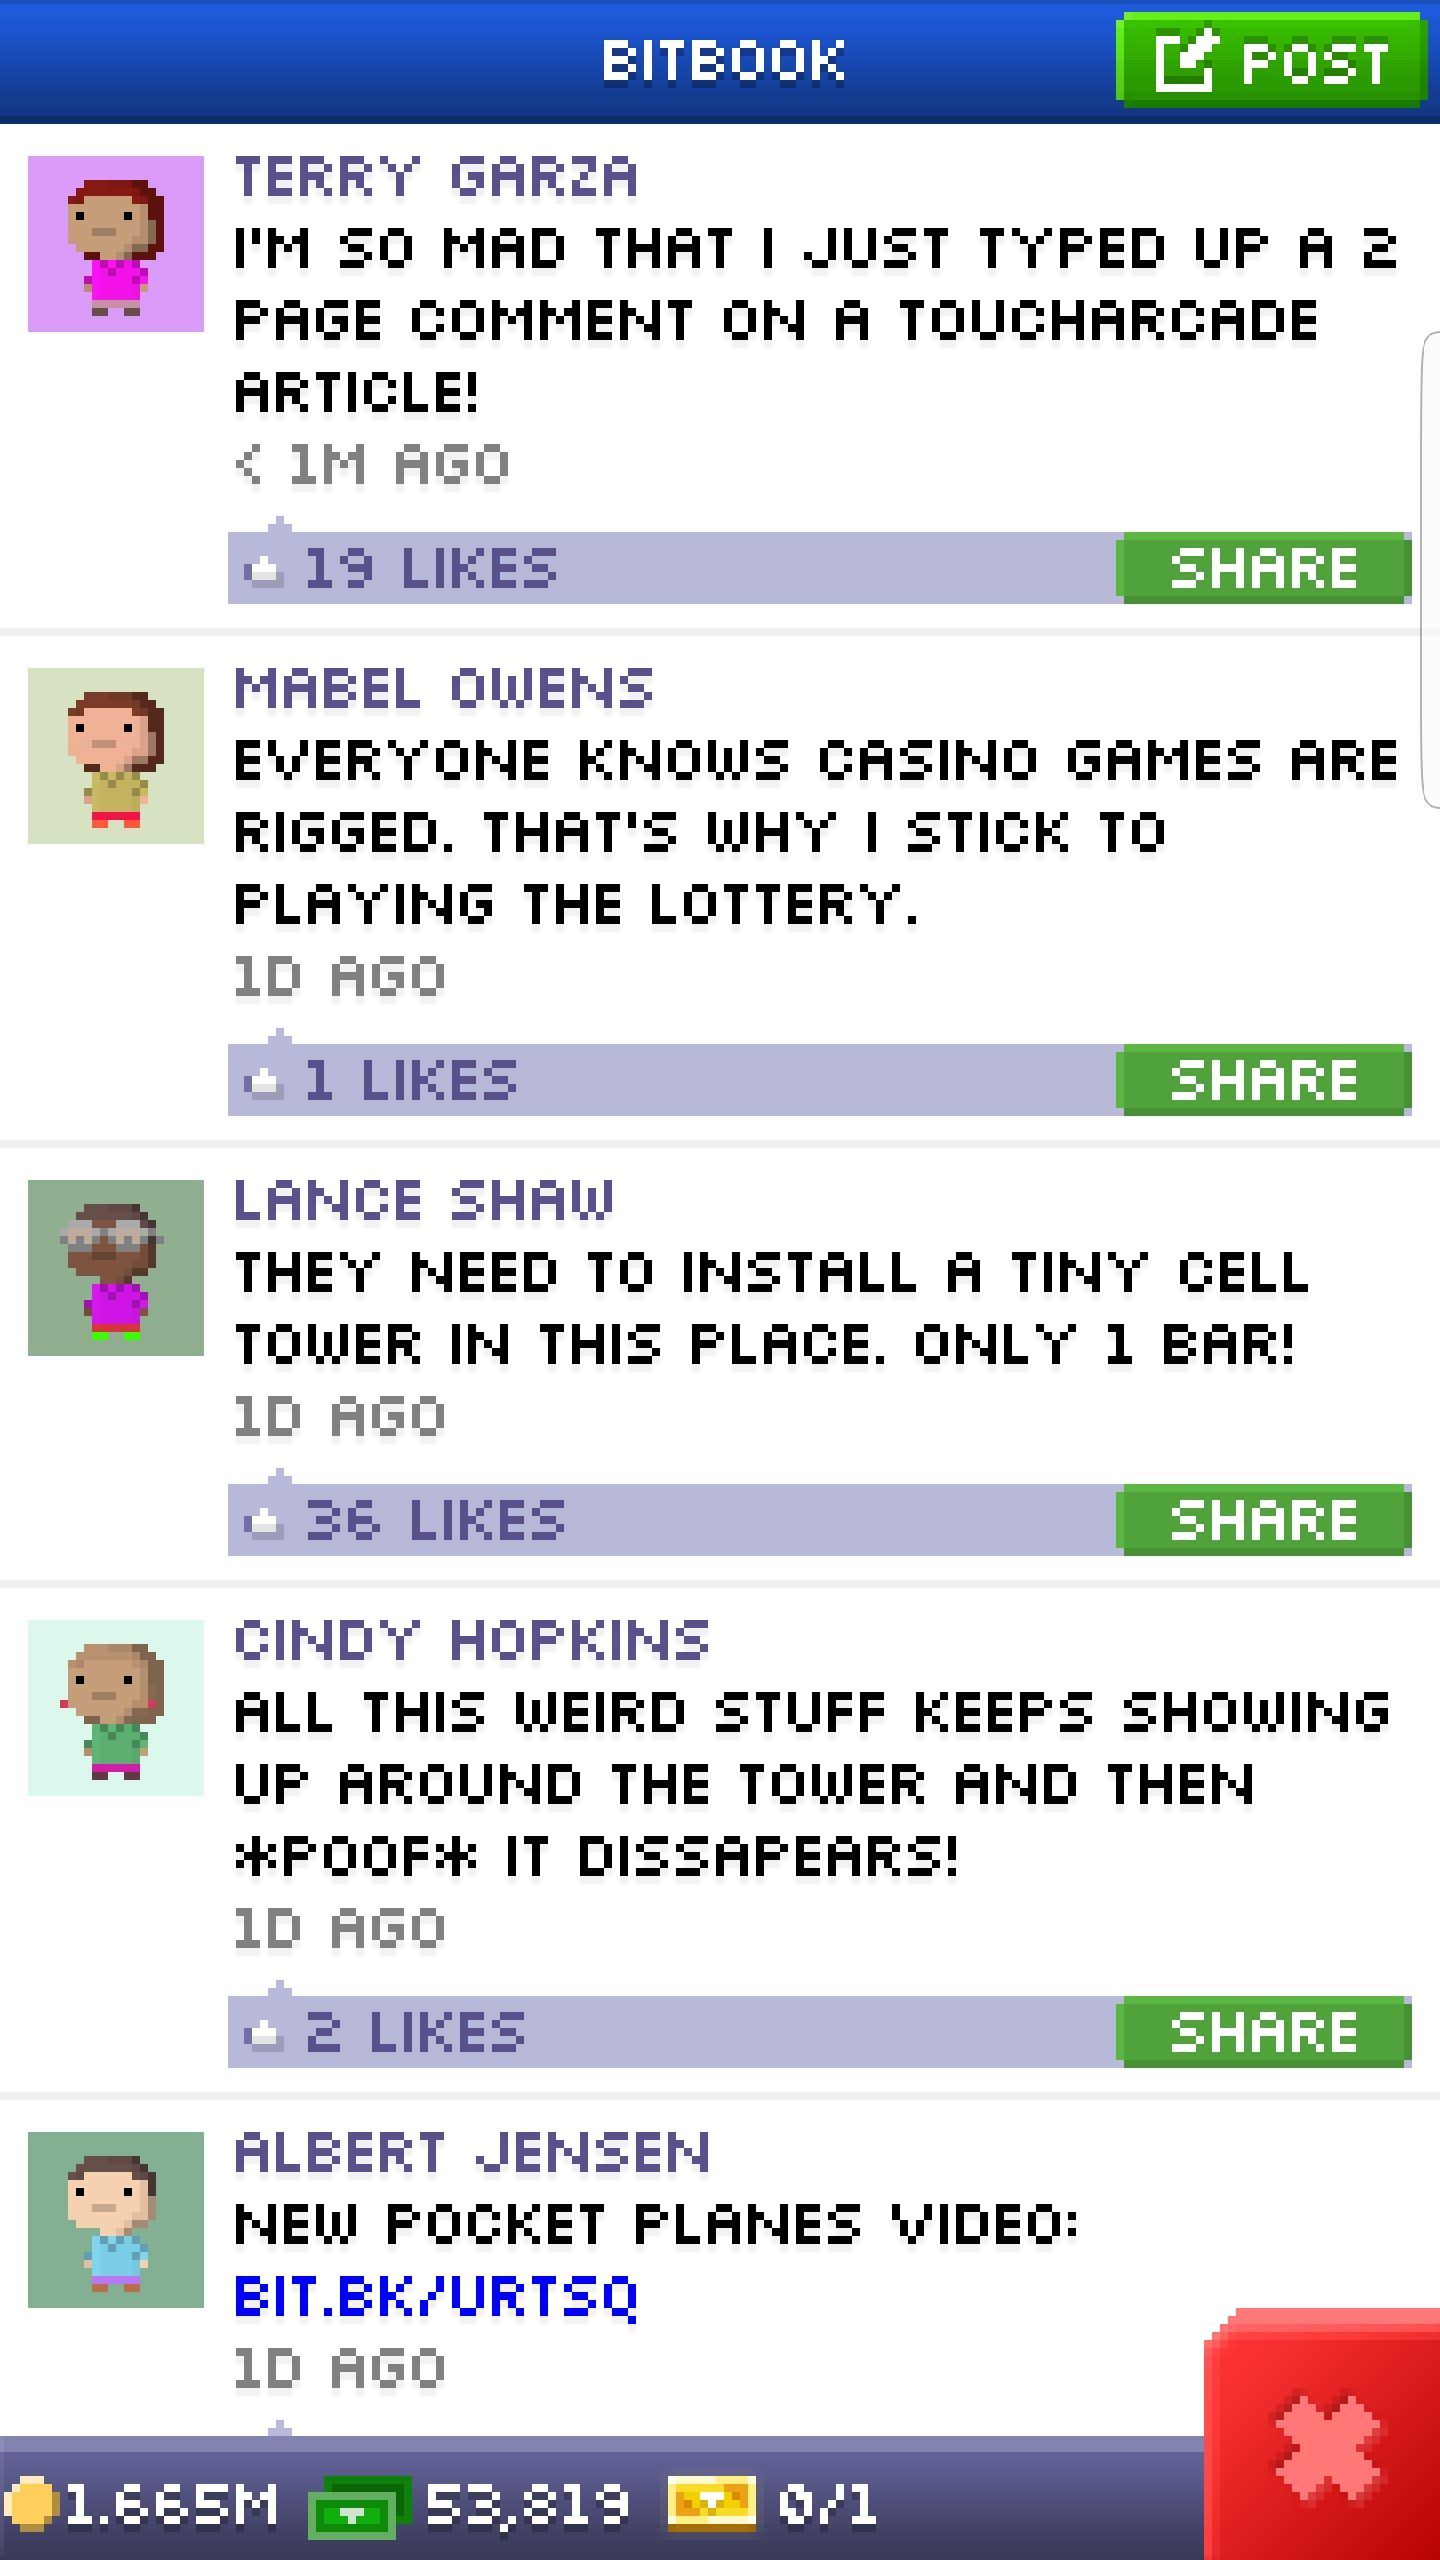 BITBOOK
POST
TERRY GARZA
I'M SO MAD THAT I JUST TYPED UP A 2
PAGE COMMENT ON A TOUCHARCADE
ARTICLE!
< 1M AGO
19 LIKES
SHARE
MABEL OWENS
EVERYONE KNOWS CASINO GAMES ARE
RIGGED. THAT'S WHY I STICK TO
PLAYING THE LOTTERY.
1D AGO
1 LIKES
SHARE
LANCE SHAW
THEY NEED TO INSTALL A TINY CELL
TOWER IN THIS PLACE. ONLY 1 BAR!
1D AGO
36 LIKES
SHARE
CINDY HOPKINS
ALL THIS WEIRD STUFF KEEPS SHOWING
UP AROUND THE TOWER AND THEN
*POOF* IT DISSAPEARS!
1D AGO
2 LIKES
SHARE
ALBERT JENSEN
NEW POCKET PLANES VIDEO:
BIT.BK/URTSQ
1D AGO
1.665M 53,819 0/1